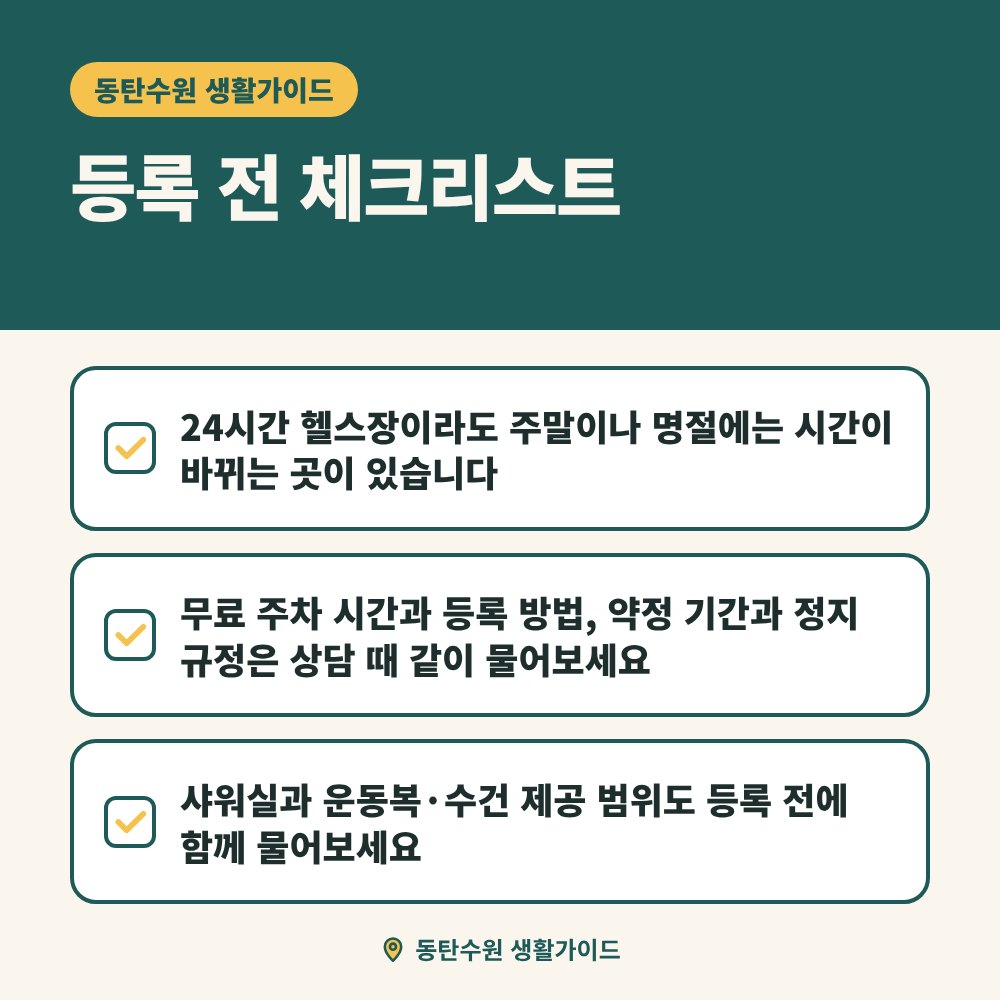 동탄수원 생활가이드
등록 전 체크리스트
24시간 헬스장이라도 주말이나 명절에는 시간이
바뀌는 곳이 있습니다
무료 주차 시간과 등록 방법, 약정 기간과 정지
규정은 상담 때 같이 물어보세요
샤워실과 운동복·수건 제공 범위도 등록 전에
함께 물어보세요
동탄수원 생활가이드